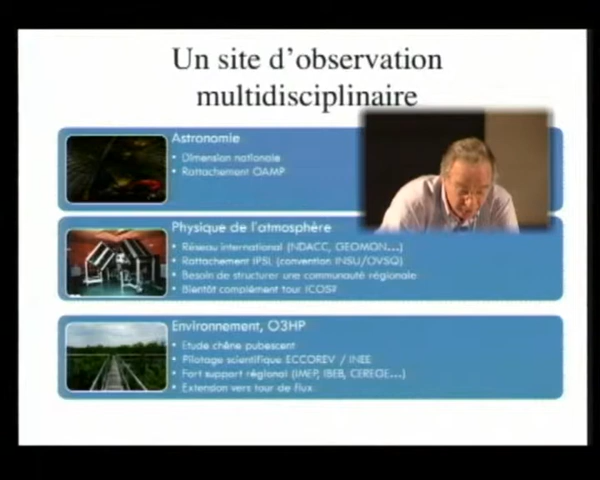 Un site d'observation
multidisciplinaire
Astronomie
• Dimension nationale
• Rattachement OAMP
Physique de l'atmosphère
• Réseau international (NDACC, GEOMON...)
• Rattachement IPSL (convention INSU/OVSQ)
• Besoin de structurer une communauté régionale
• Bientôt complément tour ICOS?
Environnement, O3HP
• Etude chêne pubescent
• Pilotage scientifique ECCOREV / INEE
• Fort support régional (IMEP, IBEB, CEREGE...)
• Extension vers tour de flux